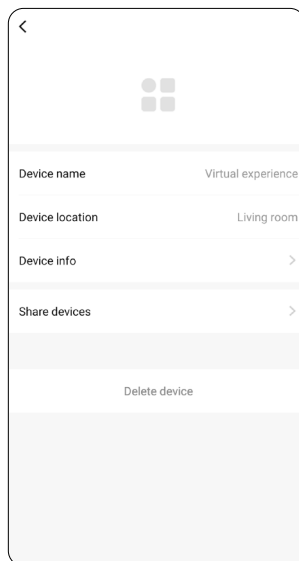 Device name Virtual experience
Device location Living room
Device info
Share devices
Delete device